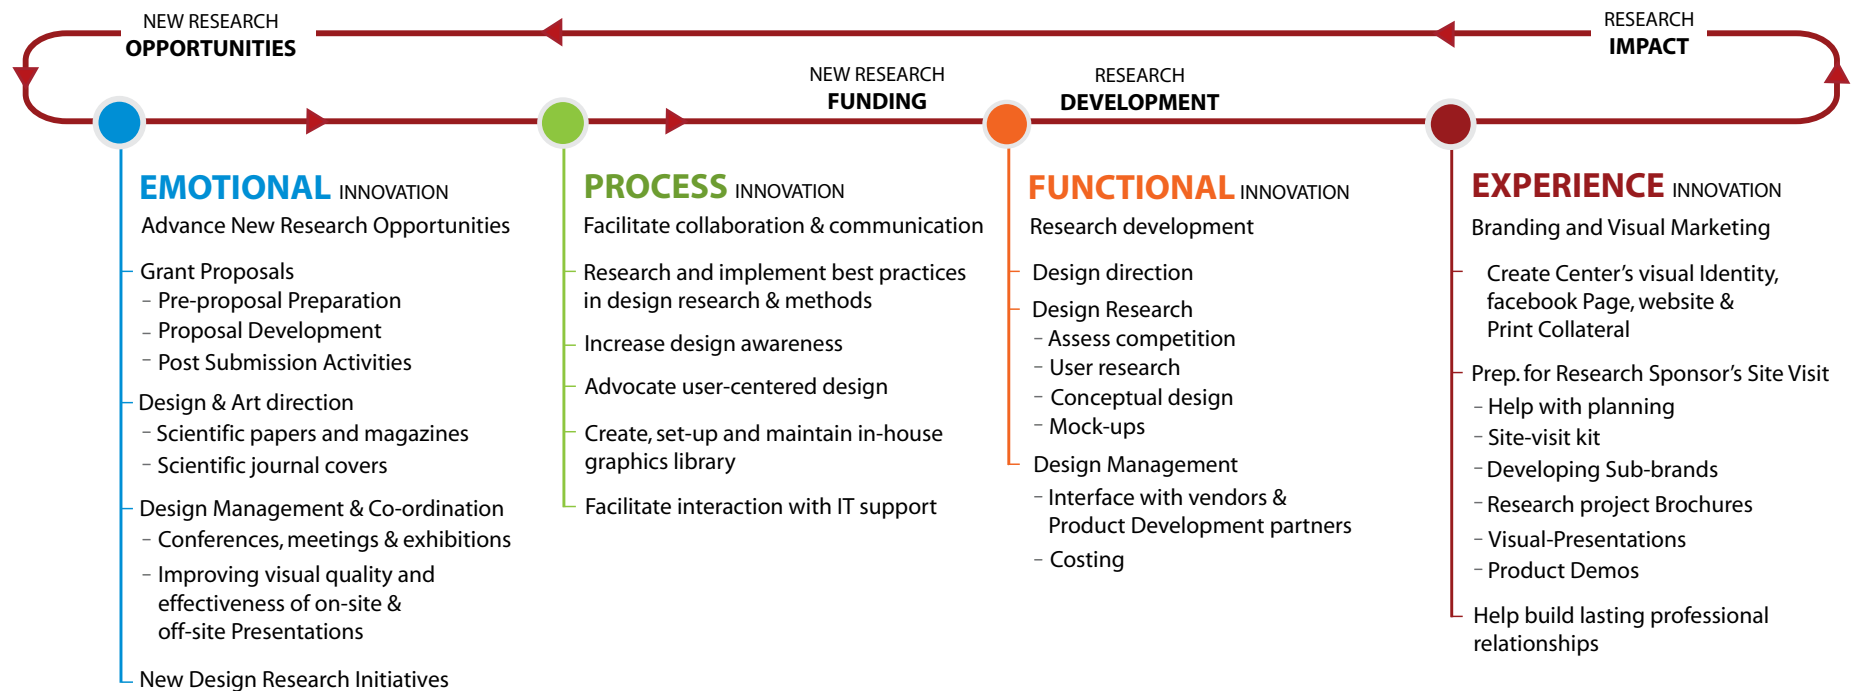 NEW RESEARCH
OPPORTUNITIES
RESEARCH
IMPACT
NEW RESEARCH
FUNDING
RESEARCH
DEVELOPMENT
EMOTIONAL INNOVATION
Advance New Research Opportunities
Grant Proposals
– Pre-proposal Preparation
– Proposal Development
– Post Submission Activities
Design & Art direction
– Scientific papers and magazines
– Scientific journal covers
Design Management & Co-ordination
– Conferences, meetings & exhibitions
– Improving visual quality and
effectiveness of on-site &
off-site Presentations
New Design Research Initiatives
PROCESS INNOVATION
Facilitate collaboration & communication
Research and implement best practices
in design research & methods
Increase design awareness
Advocate user-centered design
Create, set-up and maintain in-house
graphics library
Facilitate interaction with IT support
FUNCTIONAL INNOVATION
Research development
Design direction
Design Research
– Assess competition
– User research
– Conceptual design
– Mock-ups
Design Management
– Interface with vendors &
Product Development partners
– Costing
EXPERIENCE INNOVATION
Branding and Visual Marketing
Create Center's visual Identity,
facebook Page, website &
Print Collateral
Prep. for Research Sponsor's Site Visit
– Help with planning
– Site-visit kit
– Developing Sub-brands
– Research project Brochures
– Visual-Presentations
– Product Demos
Help build lasting professional
relationships